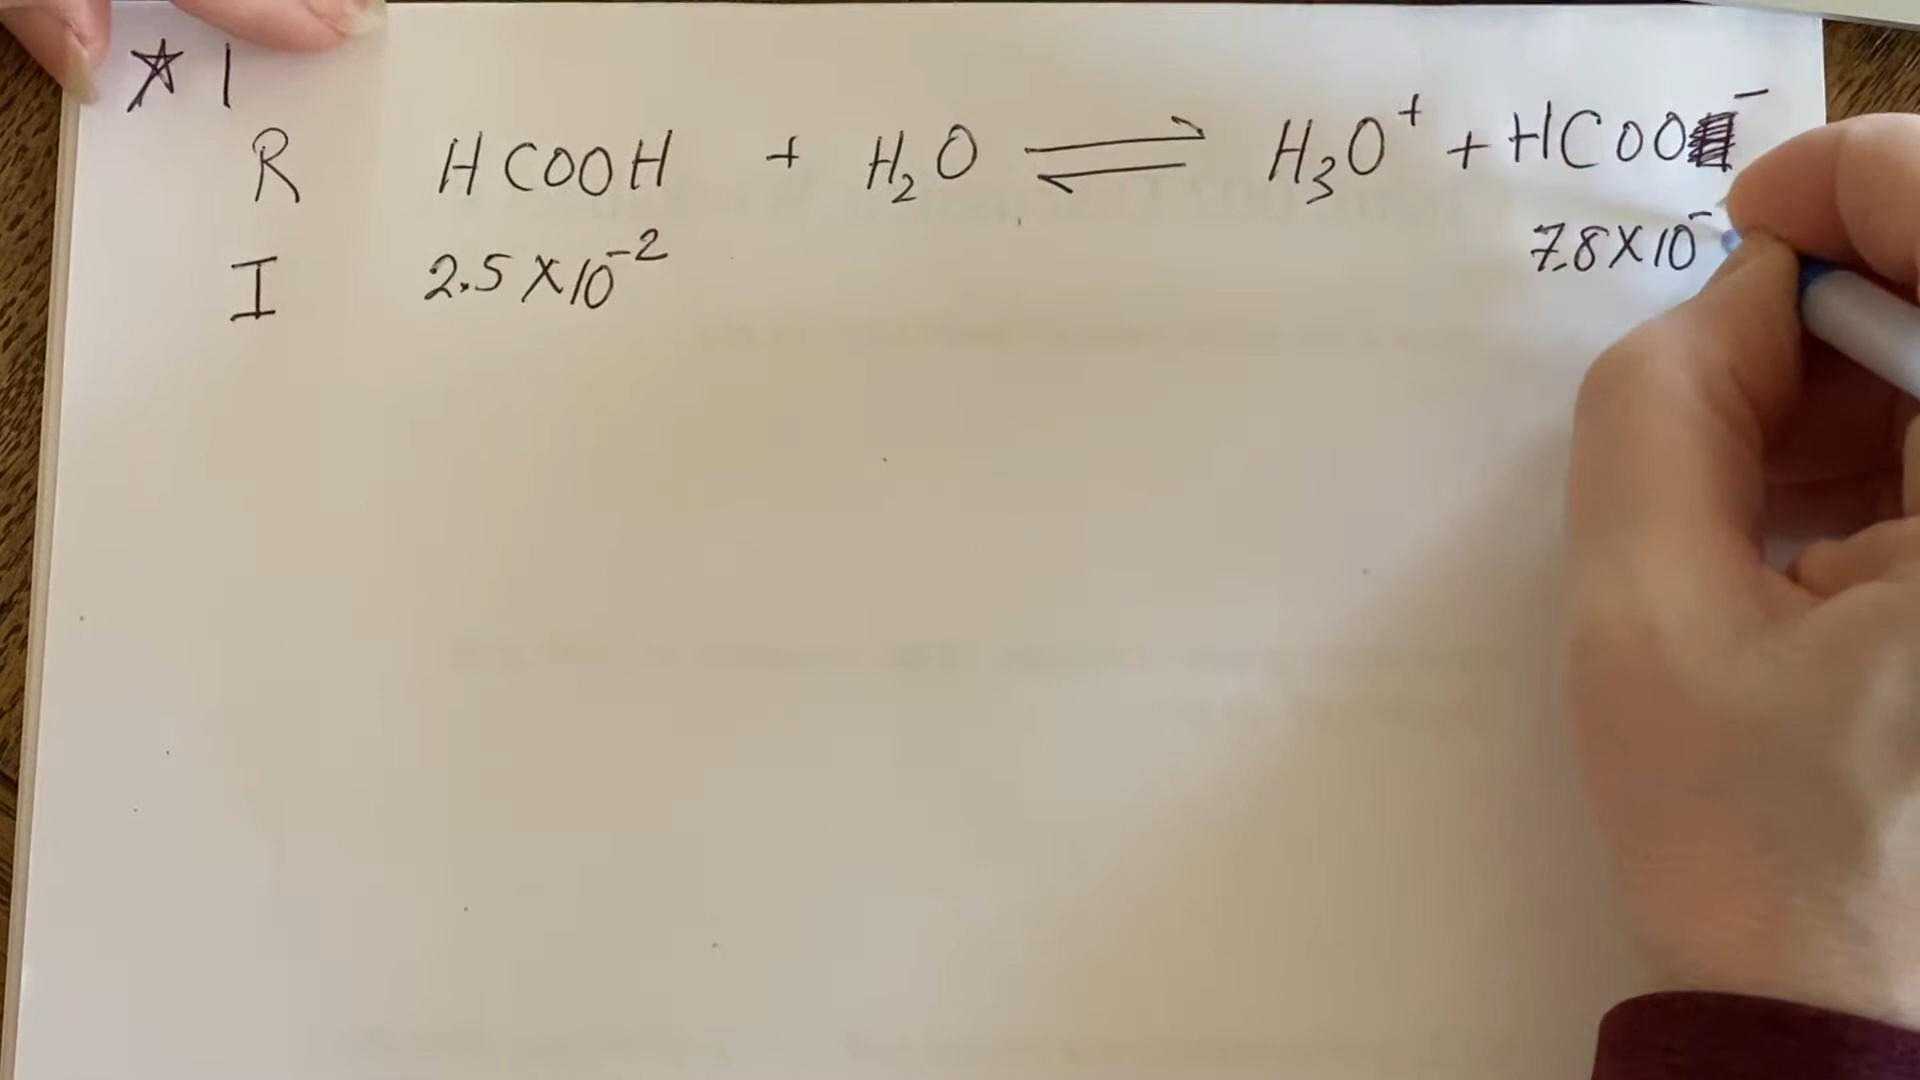 ☆ 1
R HCOOH + H₂O ⇌ H₃O⁺ + HCOO⁻
I 2.5 X 10⁻² 7.8 X 10⁻